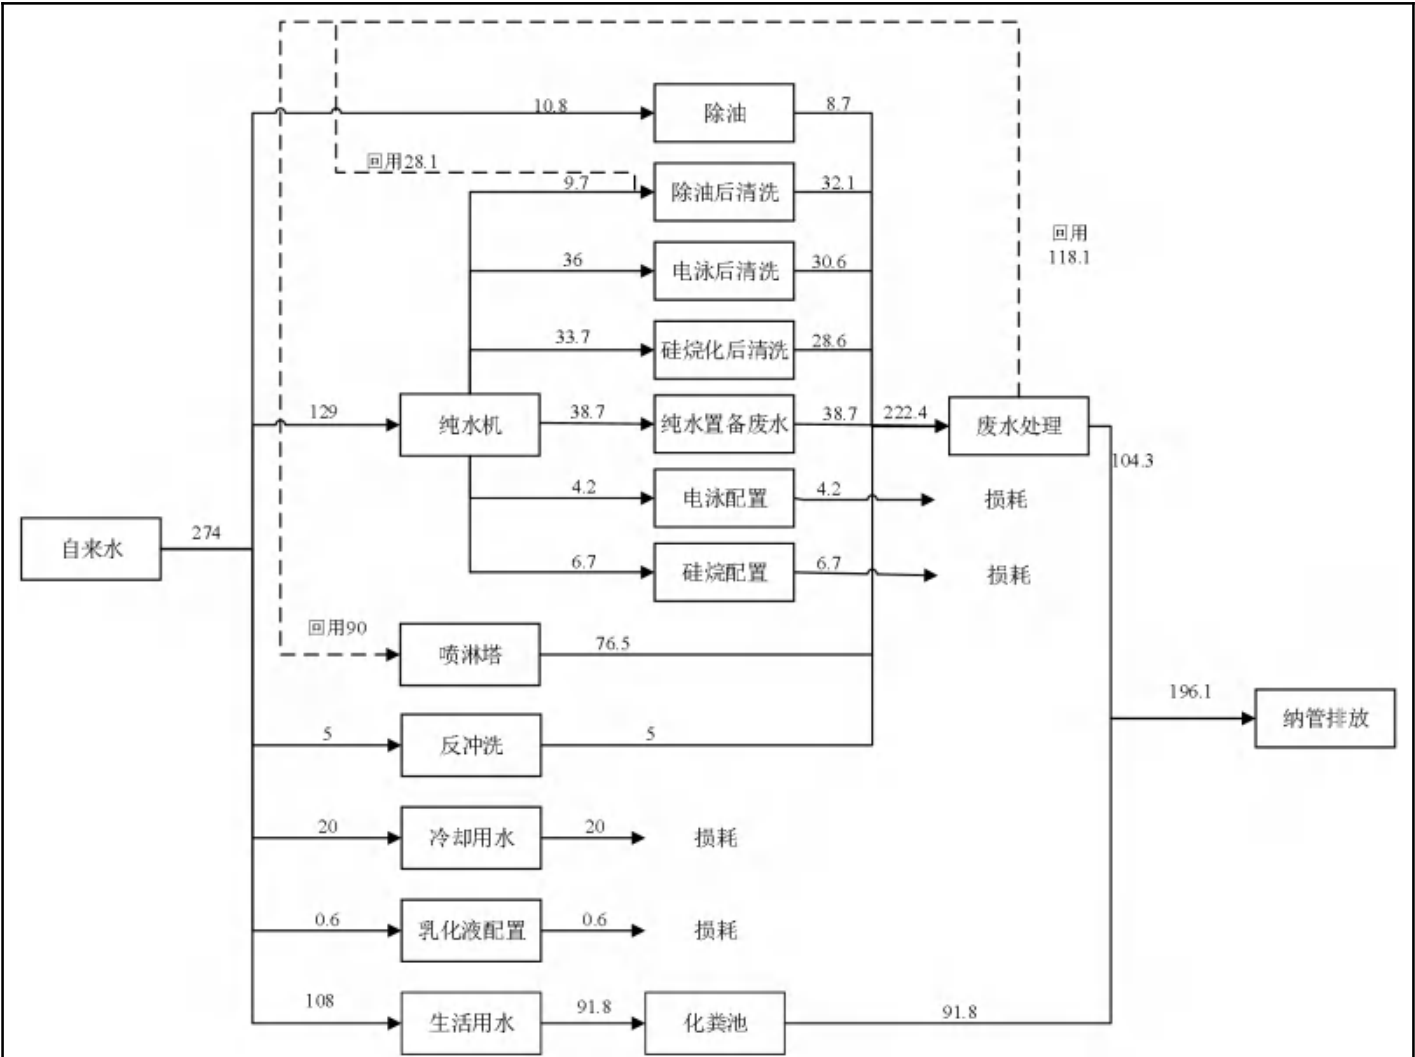 10.8
除油
8.7
回用28.1
9.7
除油后清洗
32.1
36
电泳后清洗
30.6
回用
118.1
33.7
硅烷化后清洗
28.6
129
纯水机
38.7
纯水置备废水
38.7
222.4
废水处理
104.3
4.2
电泳配置
4.2
损耗
自来水
274
6.7
硅烷配置
6.7
损耗
回用90
喷淋塔
76.5
5
反冲洗
5
196.1
纳管排放
20
冷却用水
20
损耗
0.6
乳化液配置
0.6
损耗
108
生活用水
91.8
化粪池
91.8